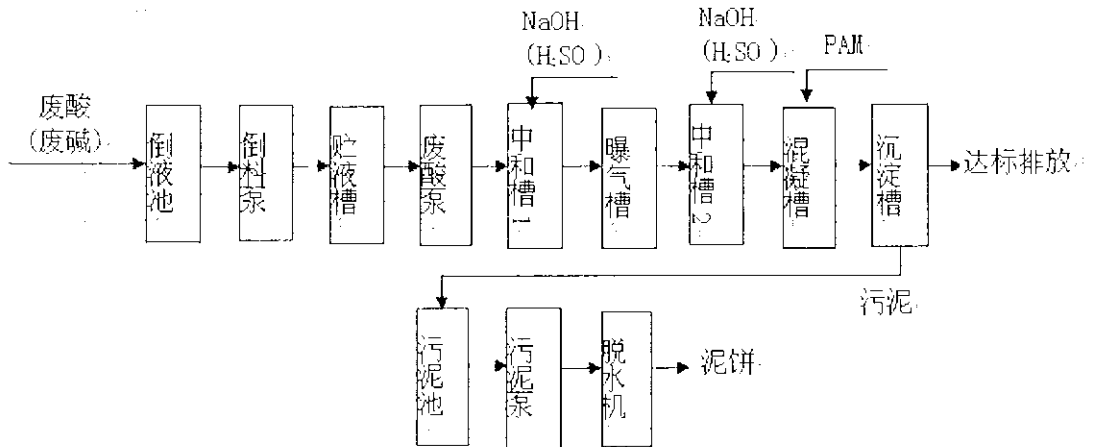 NaOH
(H₂SO )
NaOH
(H₂SO )
PAM
废酸
(废碱)
倒液池
倒料泵
贮液槽
废酸泵
中和槽1
曝气槽
中和槽2
混凝槽
沉淀槽
达标排放
污泥
污泥池
污泥泵
脱水机
泥饼